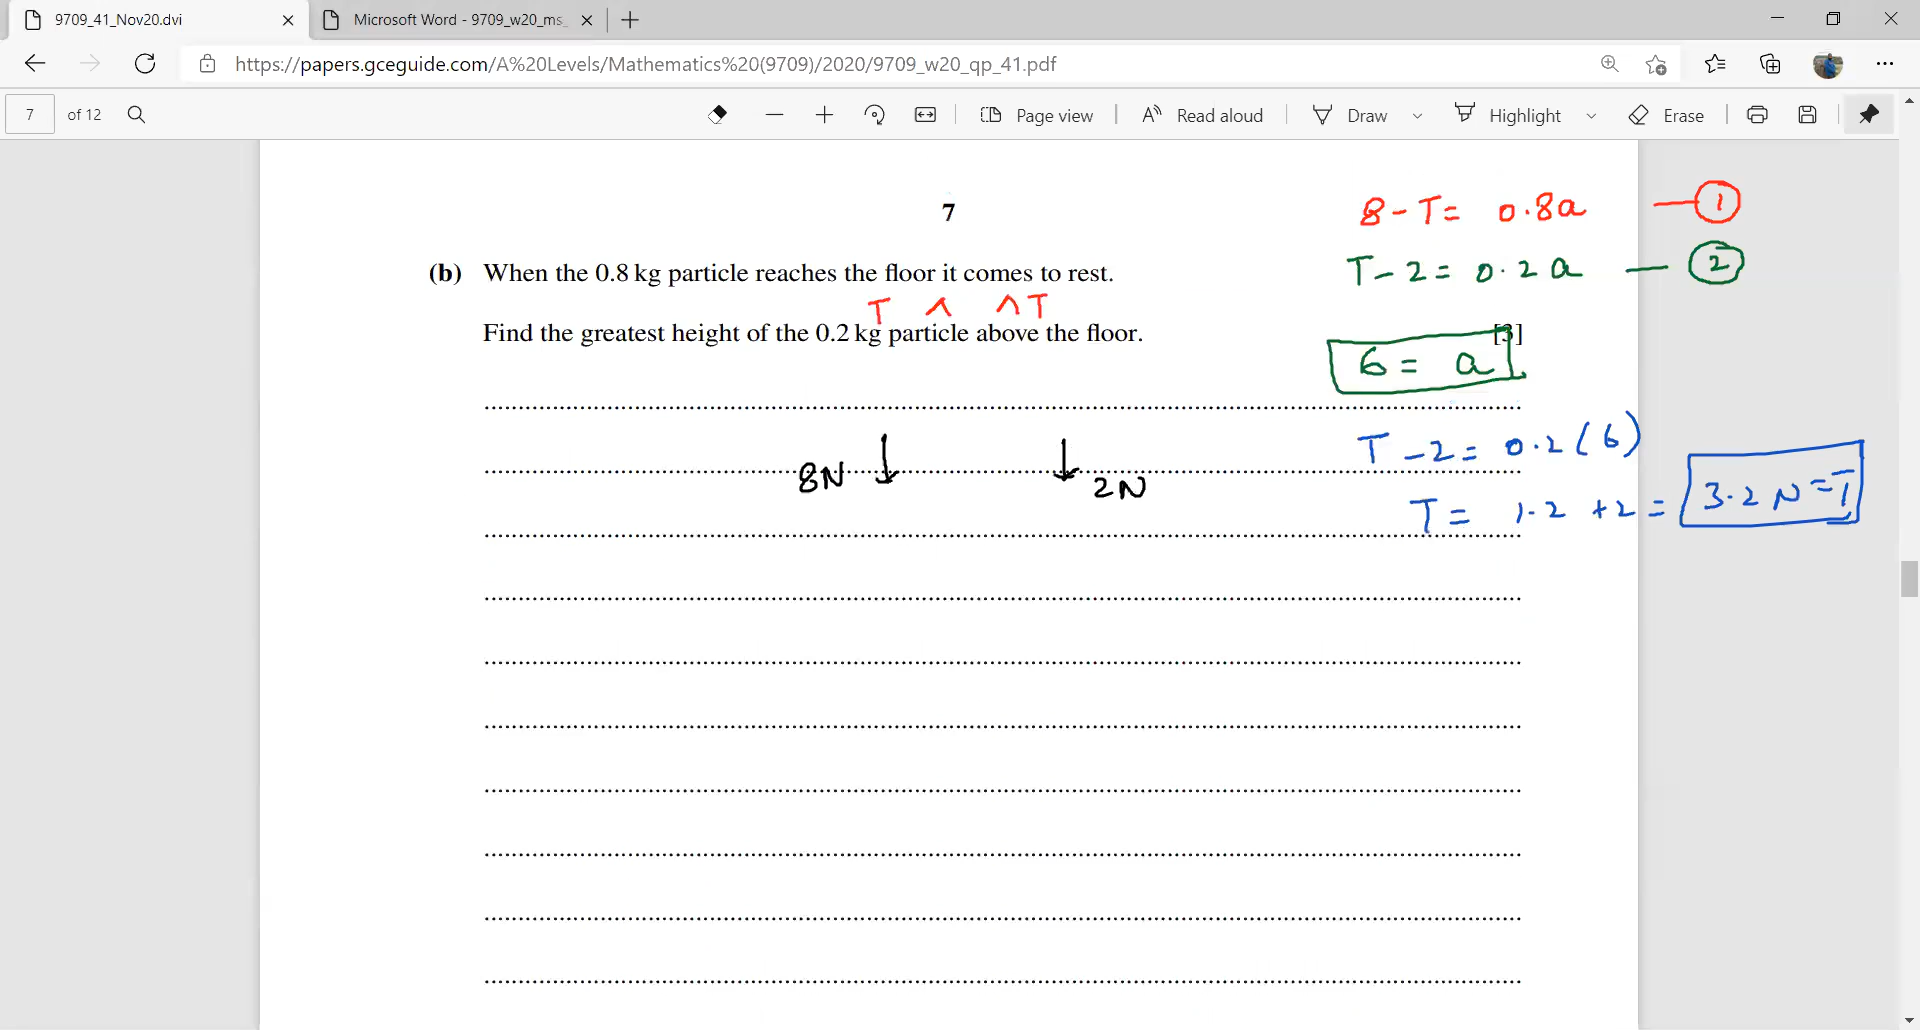 9709_41_Nov20.dvi
Microsoft Word - 9709_w20_ms_
https://papers.gceguide.com/A%20Levels/Mathematics%20(9709)/2020/9709_w20_qp_41.pdf
7 of 12
Page view
Read aloud
Draw
Highlight
Erase
7
8 - T = 0.8a — 1
(b) When the 0.8 kg particle reaches the floor it comes to rest.
T - 2 = 0.2a — 2
T ^ ^ T
Find the greatest height of the 0.2 kg particle above the floor. [3]
6 = a
T - 2 = 0.2(6)
8N ↓ ↓ 2N
T = 1.2 + 2 = 3.2 N = T